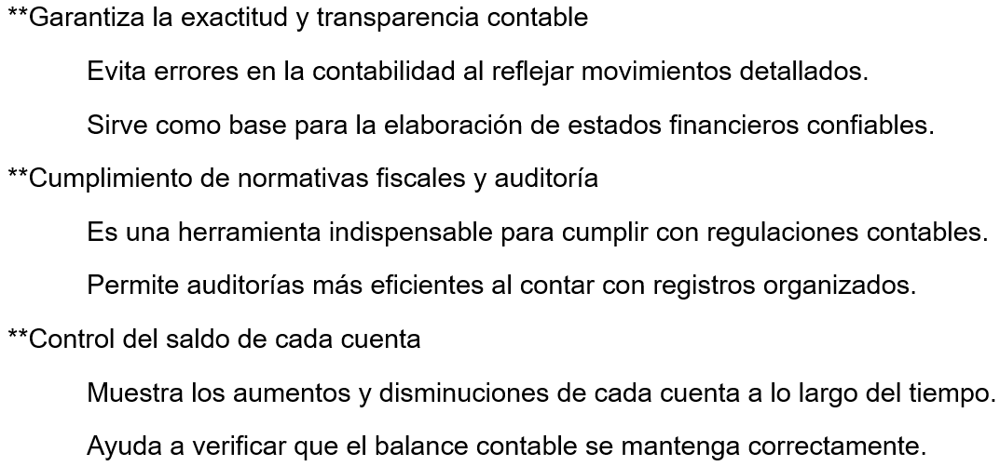 **Garantiza la exactitud y transparencia contable
Evita errores en la contabilidad al reflejar movimientos detallados.
Sirve como base para la elaboración de estados financieros confiables.
**Cumplimiento de normativas fiscales y auditoría
Es una herramienta indispensable para cumplir con regulaciones contables.
Permite auditorías más eficientes al contar con registros organizados.
**Control del saldo de cada cuenta
Muestra los aumentos y disminuciones de cada cuenta a lo largo del tiempo.
Ayuda a verificar que el balance contable se mantenga correctamente.